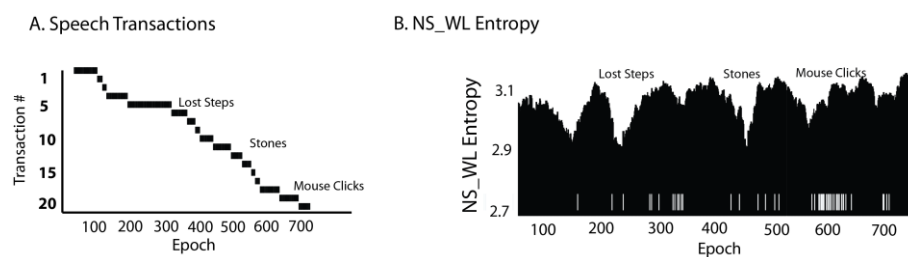 A. Speech Transactions
Transaction #
1
5
10
15
20
Lost Steps
Stones
Mouse Clicks
100 200 300 400 500 600 700
Epoch
B. NS_WL Entropy
NS_WL Entropy
3.1
2.9
2.7
Lost Steps Stones Mouse Clicks
100 200 300 400 500 600 700
Epoch